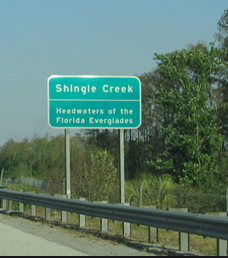 Shingle Creek
Headwaters of the
Florida Everglades